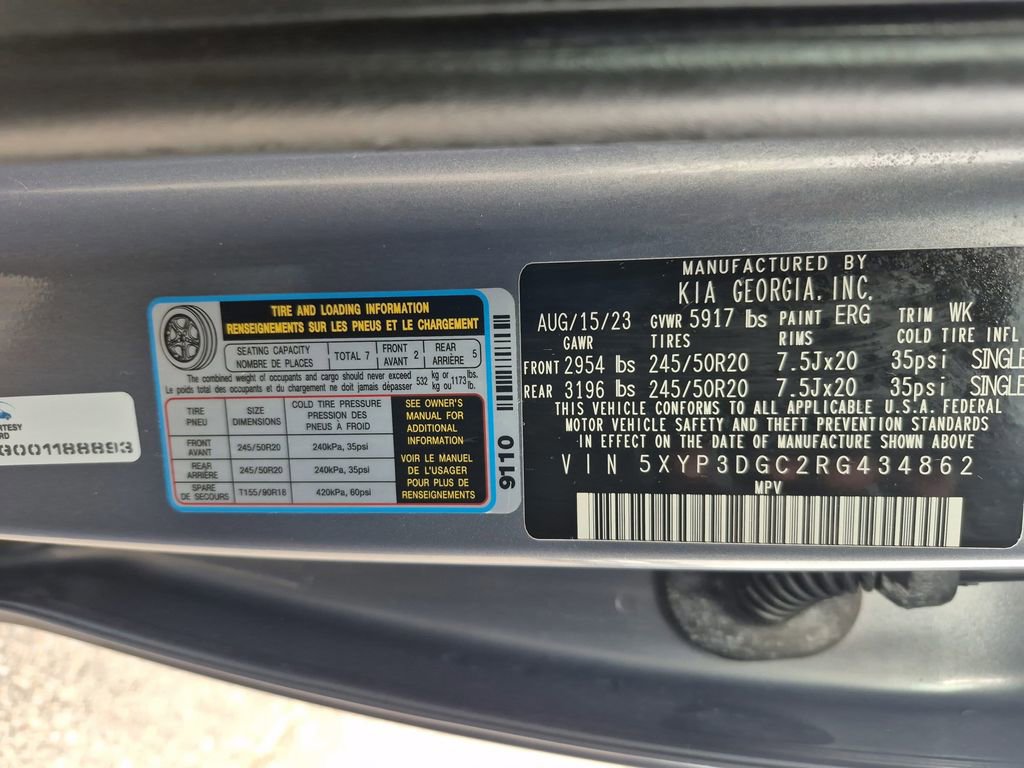 RTESY
RD
G001188893
TIRE AND LOADING INFORMATION
RENSEIGNEMENTS SUR LES PNEUS ET LE CHARGEMENT
SEATING CAPACITY
NOMBRE DE PLACES
TOTAL 7
FRONT
AVANT 2
REAR
ARRIÈRE 5
The combined weight of occupants and cargo should never exceed
Le poids total des occupants et du chargement ne doit jamais dépasser
532 kg or 1173 lbs.
kg ou lb.
TIRE
PNEU
SIZE
DIMENSIONS
COLD TIRE PRESSURE
PRESSION DES
PNEUS À FROID
FRONT
AVANT
245/50R20
240kPa, 35psi
REAR
ARRIÈRE
245/50R20
240kPa, 35psi
SPARE
DE SECOURS
T155/90R18
420kPa, 60psi
SEE OWNER'S
MANUAL FOR
ADDITIONAL
INFORMATION
VOIR LE MANUEL
DE L'USAGER
POUR PLUS DE
RENSEIGNEMENTS
9110
MANUFACTURED BY
KIA GEORGIA, INC.
AUG/15/23 GVWR 5917 lbs PAINT ERG TRIM WK
GAWR TIRES RIMS COLD TIRE INFL
FRONT 2954 lbs 245/50R20 7.5Jx20 35psi SINGLE
REAR 3196 lbs 245/50R20 7.5Jx20 35psi SINGLE
THIS VEHICLE CONFORMS TO ALL APPLICABLE U.S.A. FEDERAL
MOTOR VEHICLE SAFETY AND THEFT PREVENTION STANDARDS
IN EFFECT ON THE DATE OF MANUFACTURE SHOWN ABOVE
VIN 5XYP3DGC2RG434862
MPV